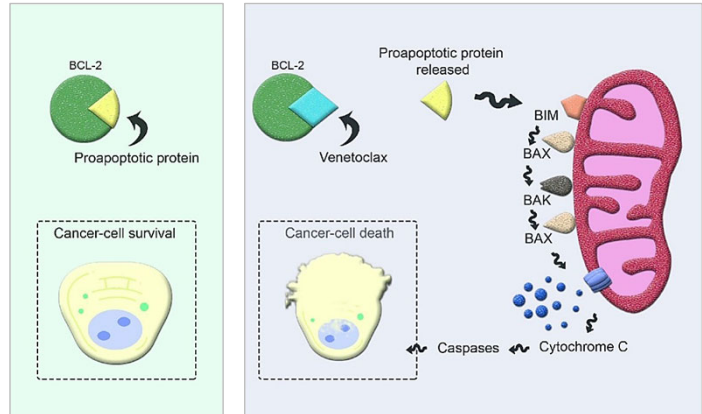 BCL-2
Proapoptotic protein
Cancer-cell survival
BCL-2
Venetoclax
Proapoptotic protein
released
BIM
BAX
BAK
BAX
Cancer-cell death
Caspases
Cytochrome C